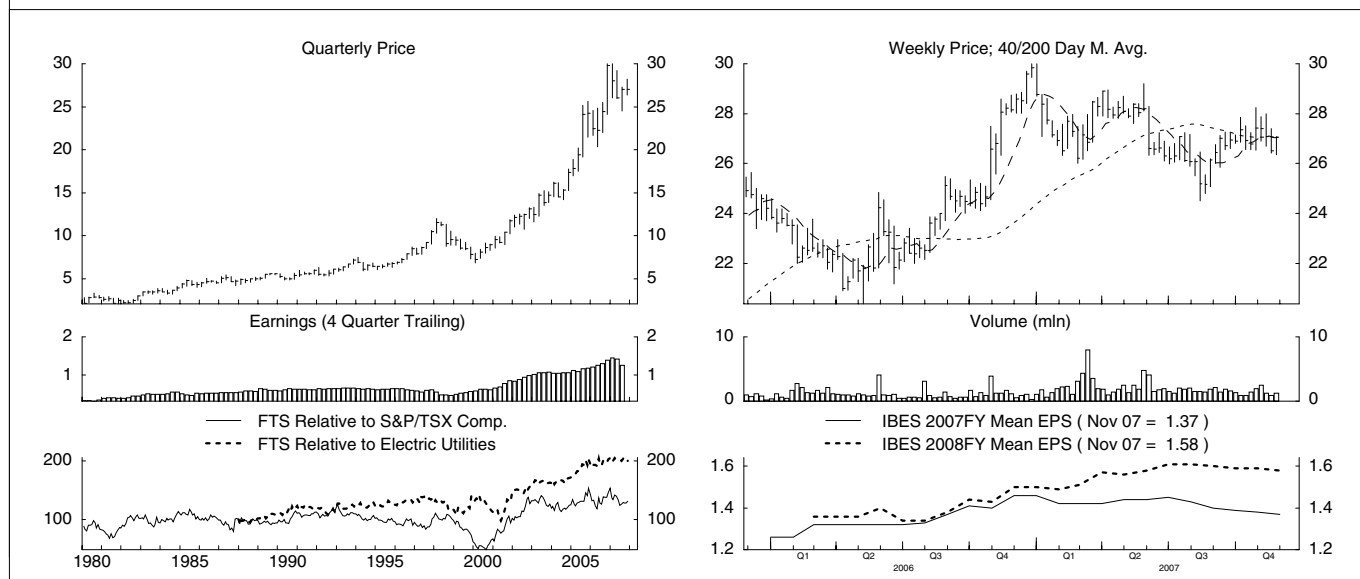 Quarterly Price
30 30
25 25
20 20
15 15
10 10
5 5
Earnings (4 Quarter Trailing)
2 2
1 1
FTS Relative to S&P/TSX Comp.
FTS Relative to Electric Utilities
200 200
100 100
1980 1985 1990 1995 2000 2005
Weekly Price; 40/200 Day M. Avg.
30 30
28 28
26 26
24 24
22 22
Volume (mln)
10 10
0 0
IBES 2007FY Mean EPS ( Nov 07 = 1.37 )
IBES 2008FY Mean EPS ( Nov 07 = 1.58 )
1.6 1.6
1.4 1.4
1.2 1.2
Q1 Q2 Q3 Q4 Q1 Q2 Q3 Q4
2006 2007